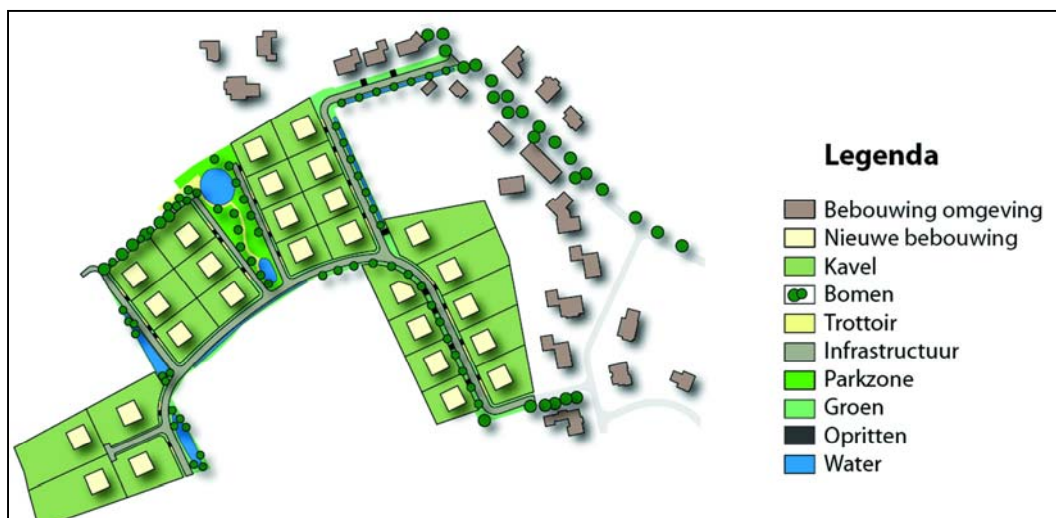 Legenda
Bebouwing omgeving
Nieuwe bebouwing
Kavel
Bomen
Trottoir
Infrastructuur
Parkzone
Groen
Opritten
Water